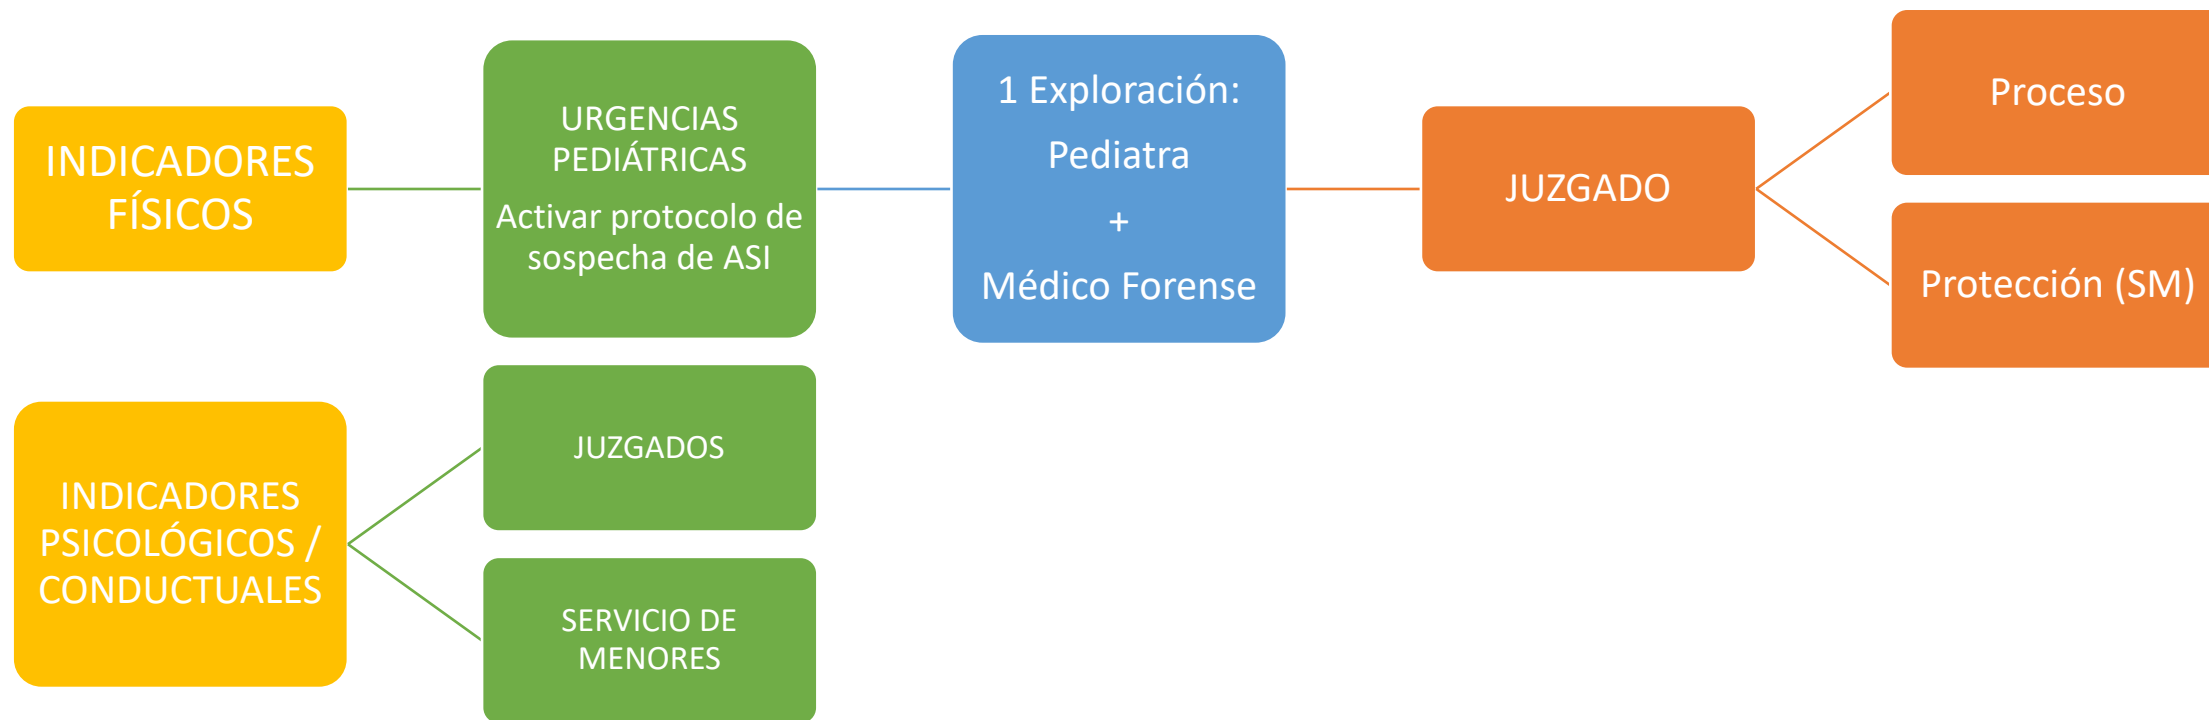 INDICADORES
FÍSICOS
URGENCIAS
PEDIÁTRICAS
Activar protocolo de
sospecha de ASI
1 Exploración:
Pediatra
+
Médico Forense
JUZGADO
Proceso
Protección (SM)
INDICADORES
PSICOLÓGICOS /
CONDUCTUALES
JUZGADOS
SERVICIO DE
MENORES